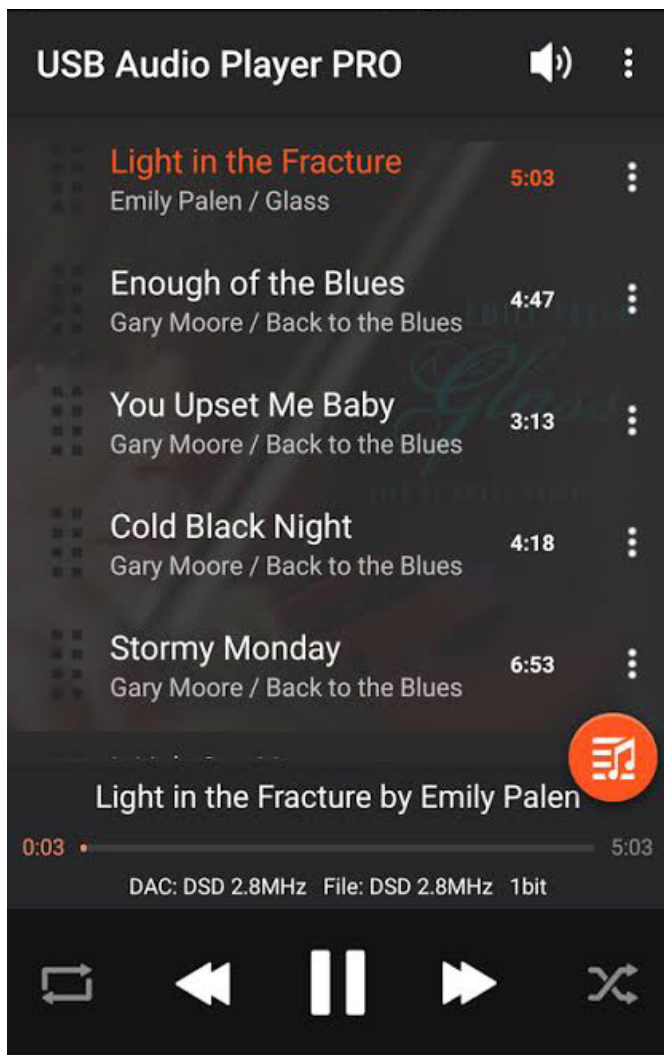 USB Audio Player PRO
Light in the Fracture
5:03
Emily Palen / Glass
Enough of the Blues
4:47
Gary Moore / Back to the Blues
You Upset Me Baby
3:13
Gary Moore / Back to the Blues
Cold Black Night
4:18
Gary Moore / Back to the Blues
Stormy Monday
6:53
Gary Moore / Back to the Blues
EMILY PALEN
Glass
Light in the Fracture by Emily Palen
0:03
5:03
DAC: DSD 2.8MHz File: DSD 2.8MHz 1bit